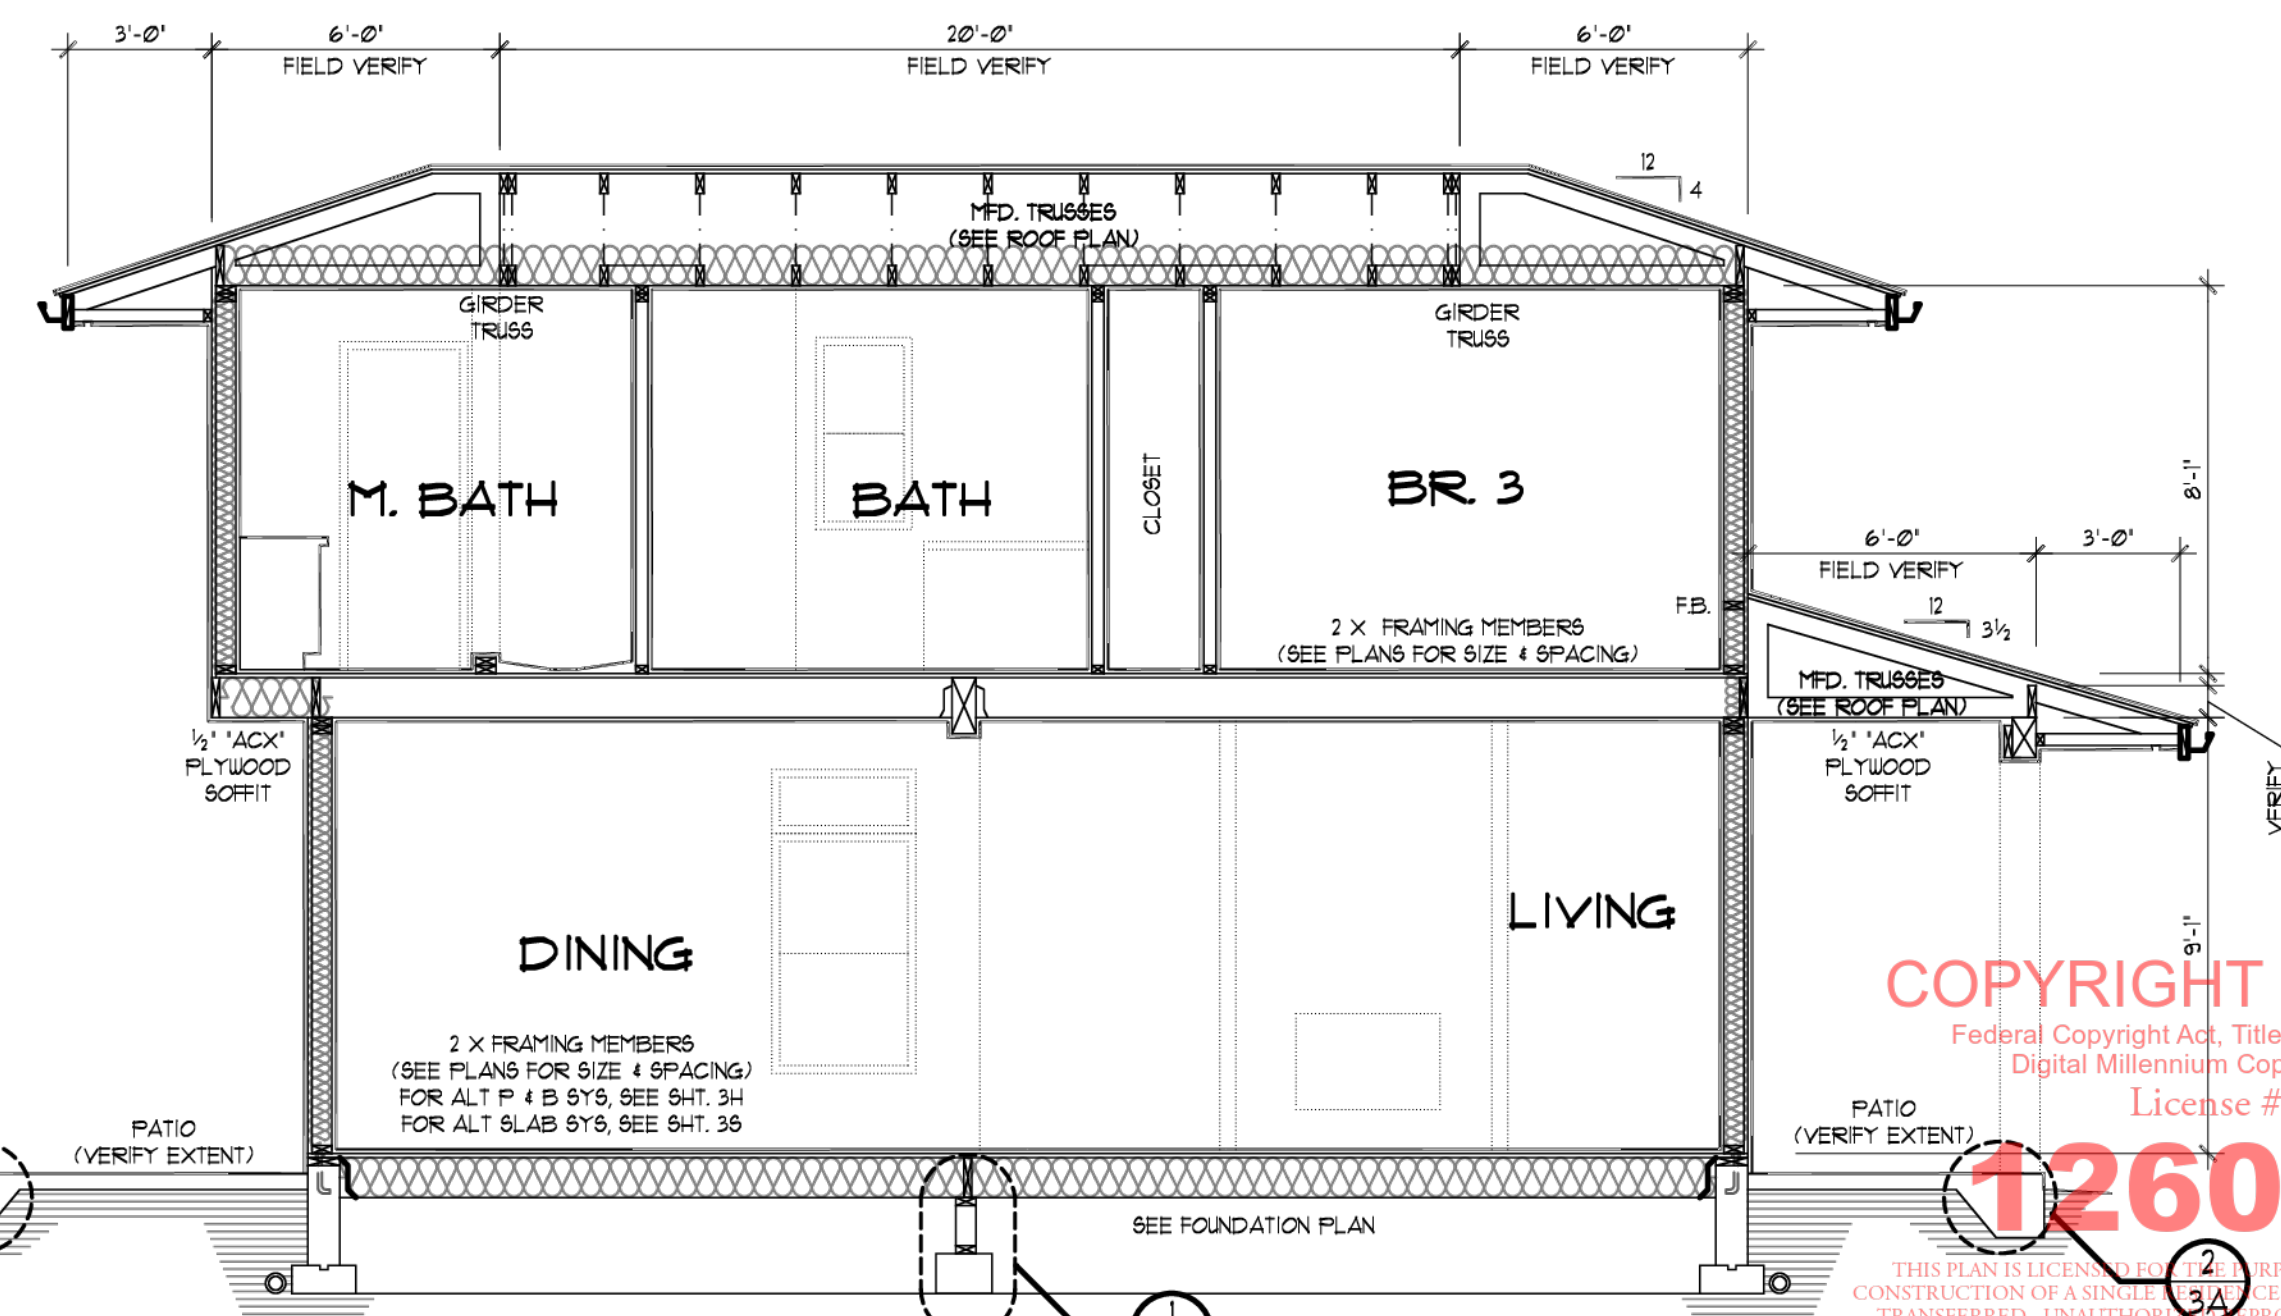 3'-0"
6'-0"
FIELD VERIFY
20'-0"
FIELD VERIFY
6'-0"
FIELD VERIFY
12
4
MFD. TRUSSES
(SEE ROOF PLAN)
GIRDER
TRUSS
GIRDER
TRUSS
M. BATH
BATH
CLOSET
BR. 3
8'-1"
6'-0"
FIELD VERIFY
3'-0"
F.B.
12
3½
2 X FRAMING MEMBERS
(SEE PLANS FOR SIZE & SPACING)
MFD. TRUSSES
(SEE ROOF PLAN)
½" "ACX"
PLYWOOD
SOFFIT
½" "ACX"
PLYWOOD
SOFFIT
VERIFY
DINING
LIVING
9'-1"
2 X FRAMING MEMBERS
(SEE PLANS FOR SIZE & SPACING)
FOR ALT P & B SYS, SEE SHT. 3H
FOR ALT SLAB SYS, SEE SHT. 3S
COPYRIGHT
Federal Copyright Act, Title
Digital Millennium Cop
License #
1260
PATIO
(VERIFY EXTENT)
PATIO
(VERIFY EXTENT)
SEE FOUNDATION PLAN
1
2
3A
THIS PLAN IS LICENSED FOR THE PURP
CONSTRUCTION OF A SINGLE RESIDENCE
TRANSFERRED